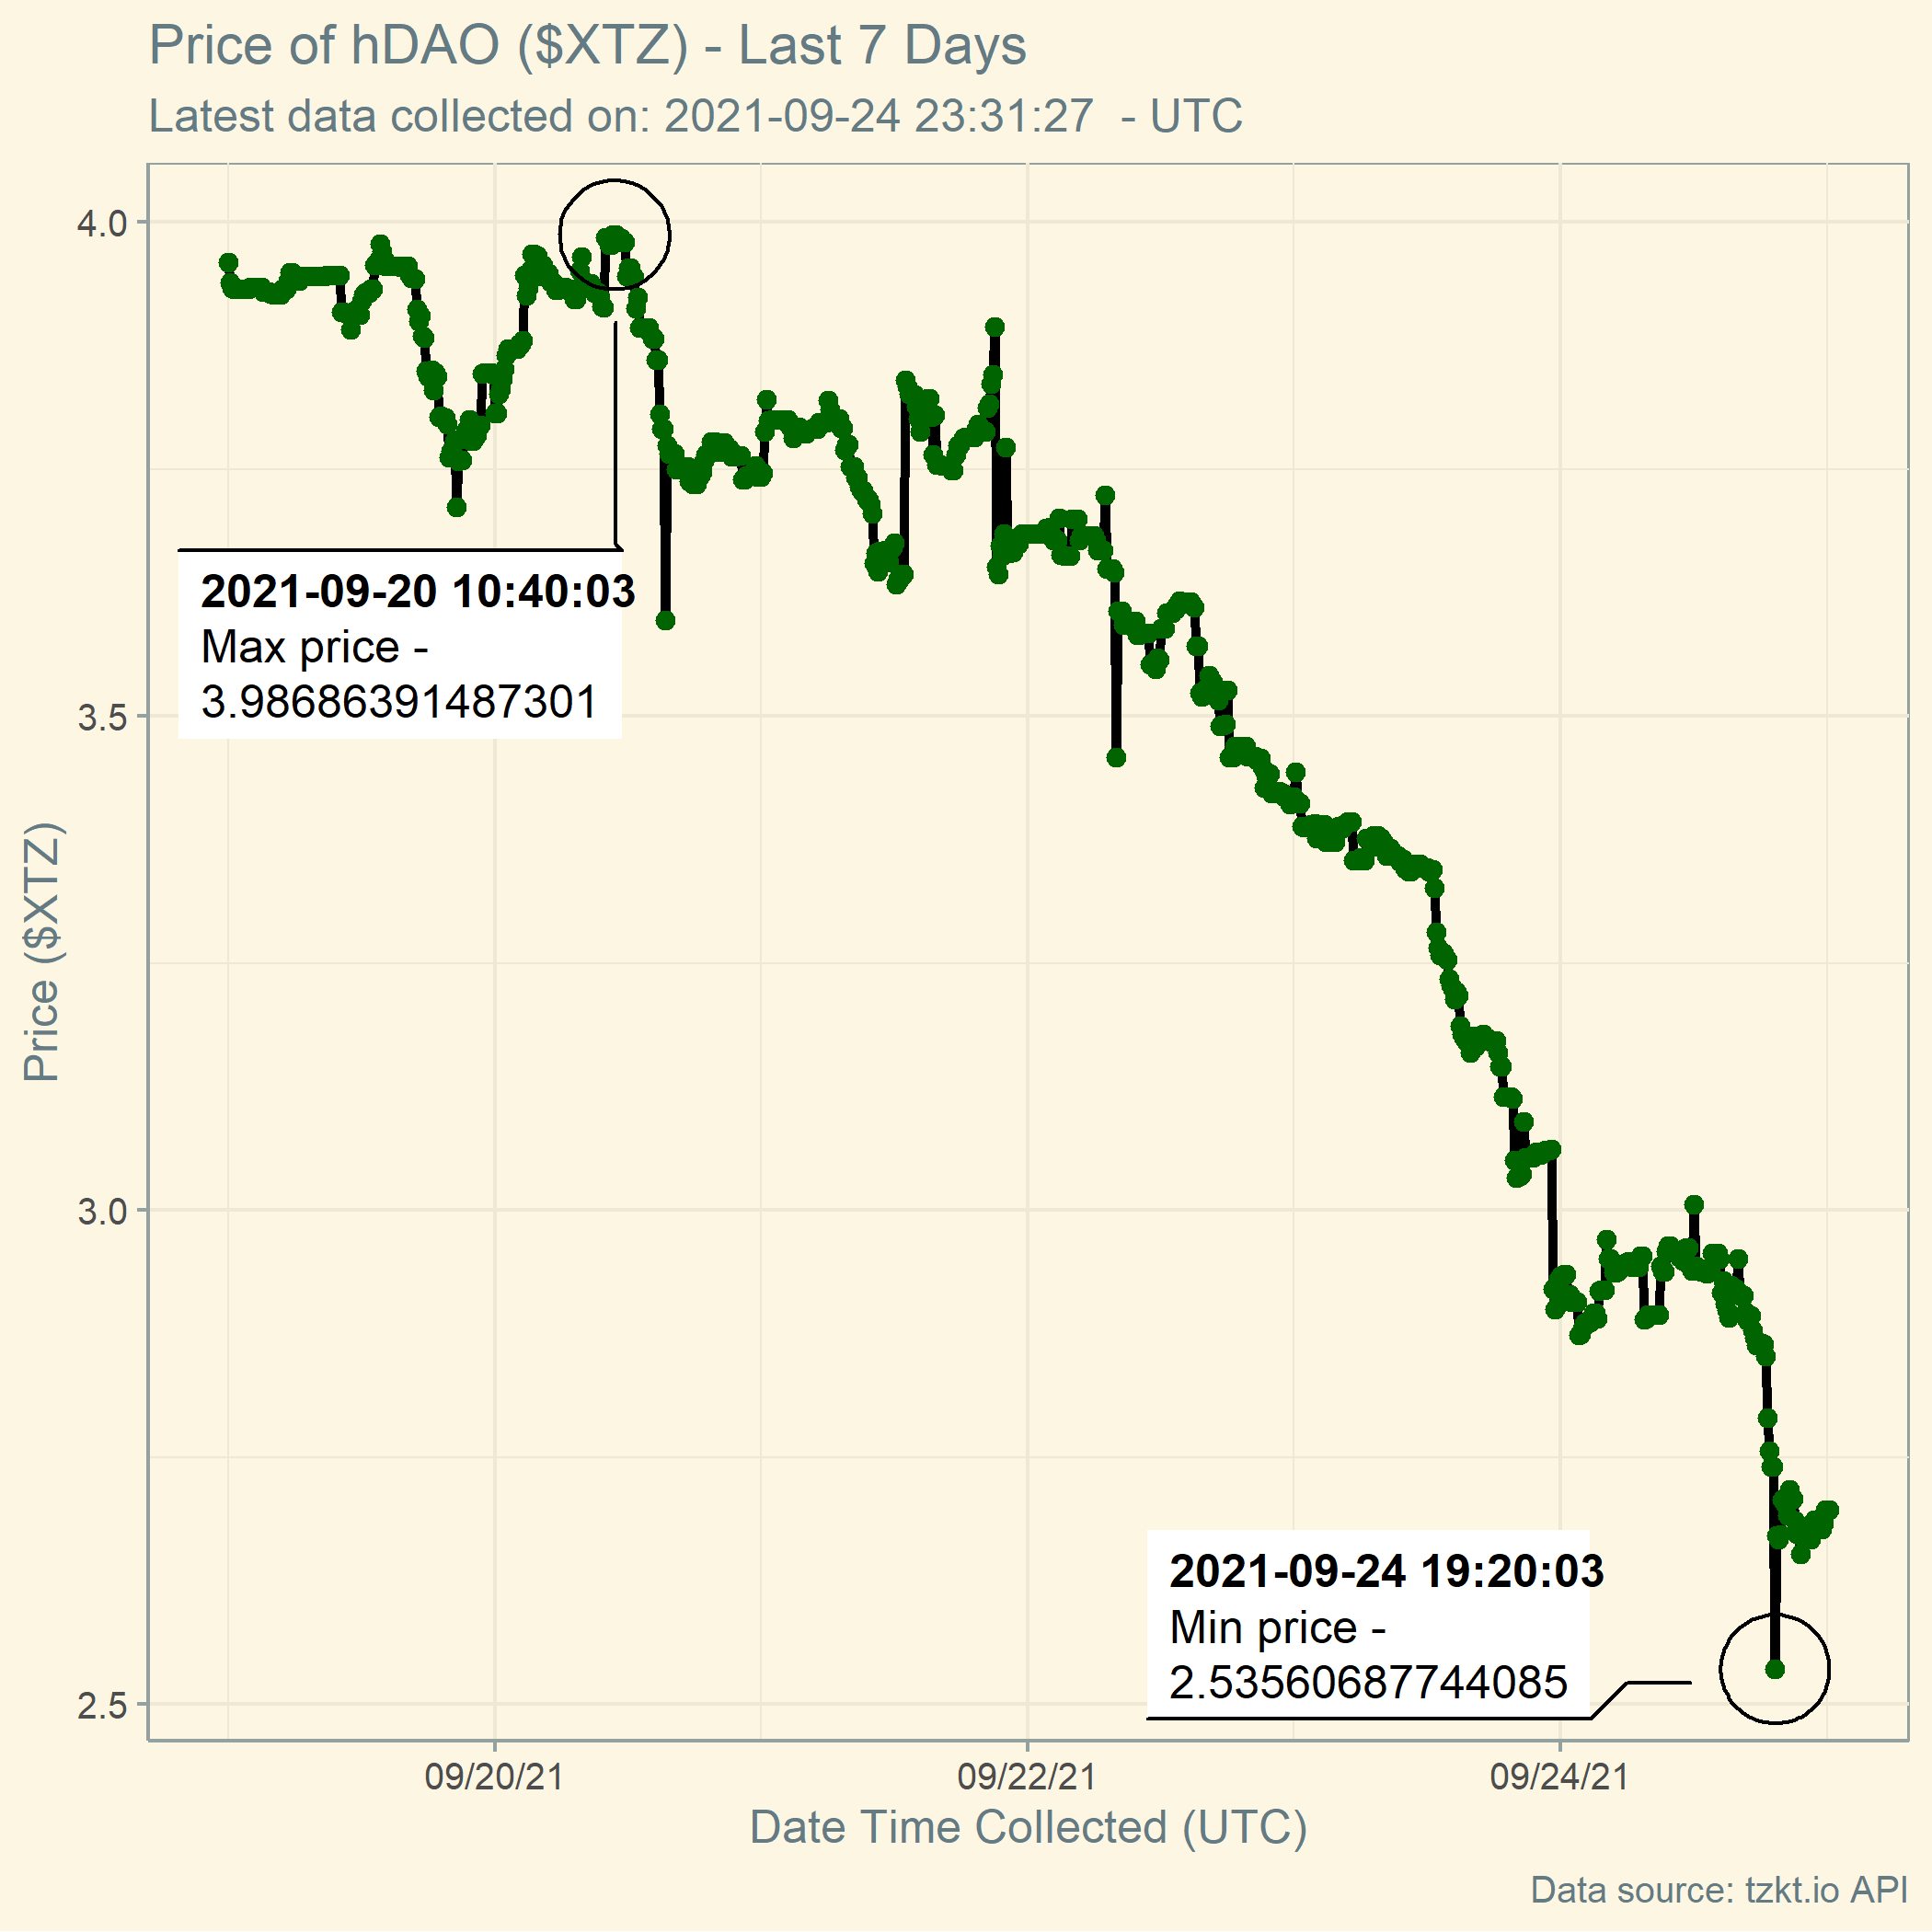 Price of hDAO ($XTZ) - Last 7 Days
Latest data collected on: 2021-09-24 23:31:27  - UTC
4.0
3.5
3.0
2.5
Price ($XTZ)
2021-09-20 10:40:03
Max price -
3.98686391487301
2021-09-24 19:20:03
Min price -
2.53560687744085
09/20/21
09/22/21
09/24/21
Date Time Collected (UTC)
Data source: tzkt.io API